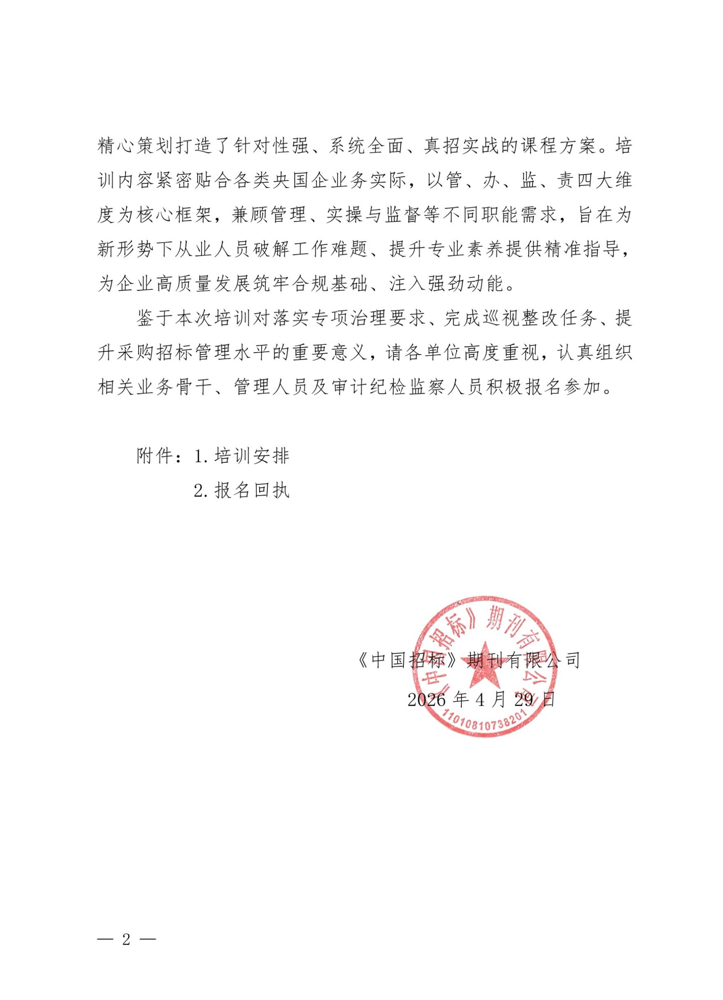 精心策划打造了针对性强、系统全面、真招实战的课程方案。培
训内容紧密贴合各类央国企业务实际，以管、办、监、责四大维
度为核心框架，兼顾管理、实操与监督等不同职能需求，旨在为
新形势下从业人员破解工作难题、提升专业素养提供精准指导，
为企业高质量发展筑牢合规基础、注入强劲动能。
鉴于本次培训对落实专项治理要求、完成巡视整改任务、提
升采购招标管理水平的重要意义，请各单位高度重视，认真组织
相关业务骨干、管理人员及审计纪检监察人员积极报名参加。
附件：1.培训安排
2.报名回执
《中国招标》期刊有限公司
2026 年 4 月 29 日
《中国招标》期刊有限公司
11010810738201
— 2 —